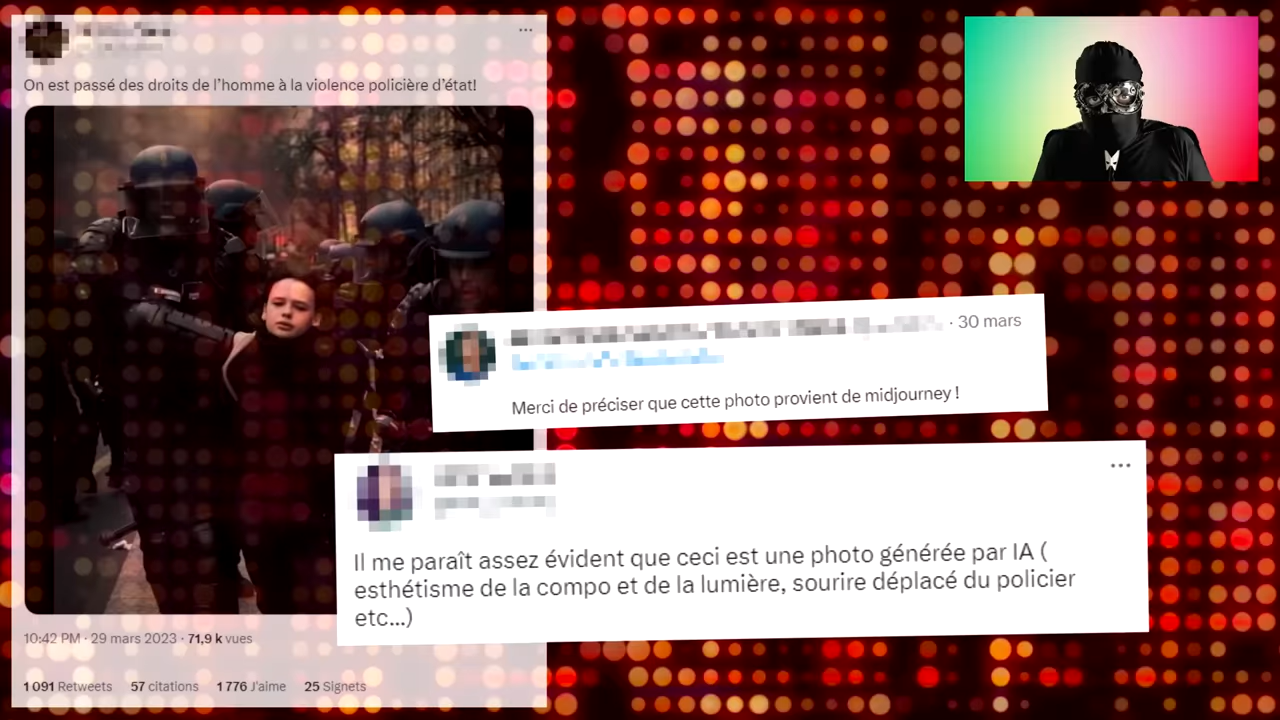 On est passé des droits de l'homme à la violence policière d'état!
· 30 mars
Merci de préciser que cette photo provient de midjourney !
Il me paraît assez évident que ceci est une photo générée par IA (
esthétisme de la compo et de la lumière, sourire déplacé du policier
etc...)
10:42 PM · 29 mars 2023 · 71,9 k vues
1 091 Retweets 57 citations 1 776 J'aime 25 Signets